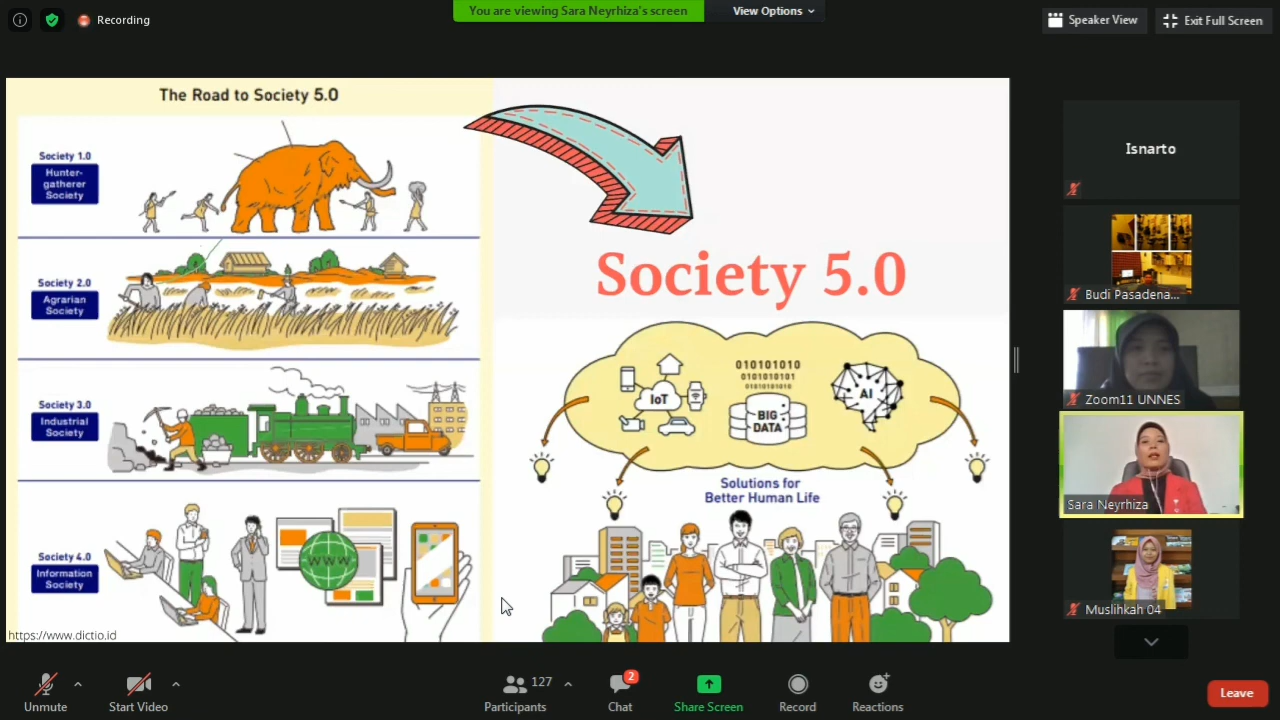 Recording
You are viewing Sara Neyrhiza's screen
View Options
Speaker View
Exit Full Screen
The Road to Society 5.0
Society 1.0
Hunter-
gatherer
Society
Society 2.0
Agrarian
Society
Society 3.0
Industrial
Society
Society 4.0
Information
Society
WWW
https://www.dictio.id
Society 5.0
IoT
010101010
0101010101
01010101010
BIG
DATA
AI
Solutions for
Better Human Life
Isnarto
Budi Pasadena...
Zoom11 UNNES
Sara Neyrhiza
Muslihkah 04
Unmute
Start Video
Participants
127
Chat
2
Share Screen
Record
Reactions
Leave